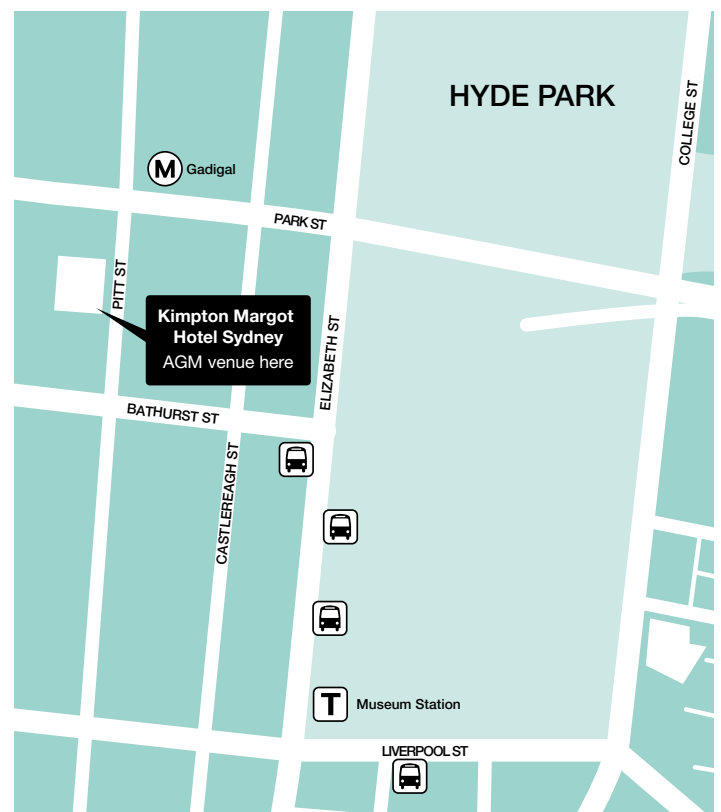 HYDE PARK
COLLEGE ST
M Gadigal
PARK ST
PITT ST
Kimpton Margot
Hotel Sydney
AGM venue here
ELIZABETH ST
BATHURST ST
CASTLEREAGH ST
T Museum Station
LIVERPOOL ST